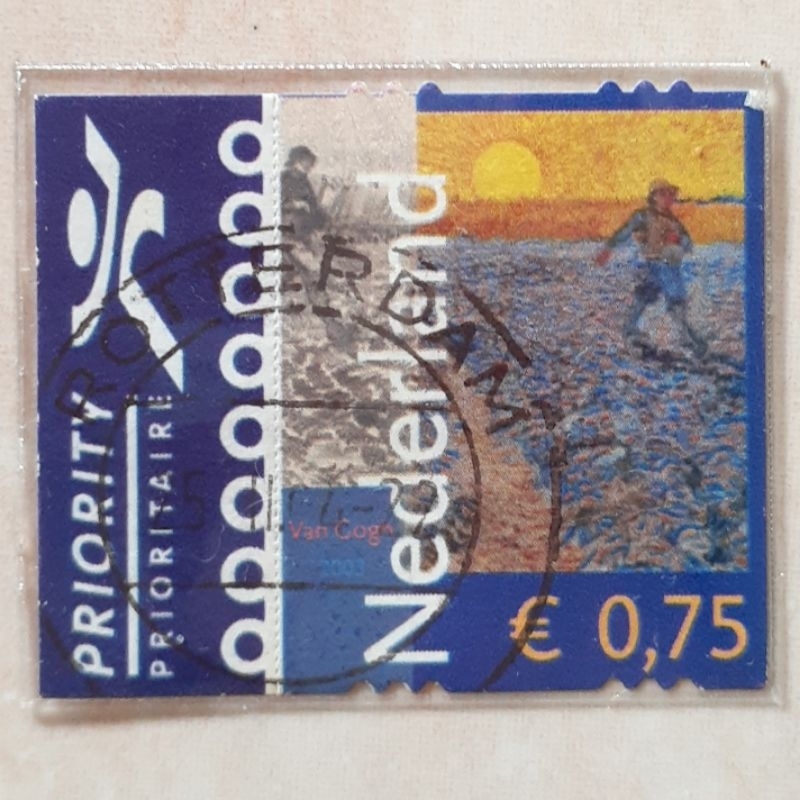 PRIORITY
PRIORITAIRE
Nederland
Van Gogh
2003
€ 0,75
ROTTERDAM